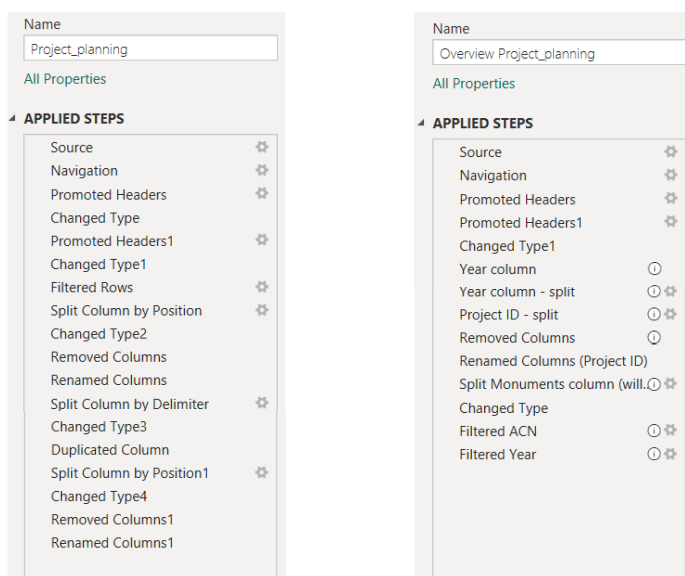 Name
Project_planning
All Properties
APPLIED STEPS
Source
Navigation
Promoted Headers
Changed Type
Promoted Headers1
Changed Type1
Filtered Rows
Split Column by Position
Changed Type2
Removed Columns
Renamed Columns
Split Column by Delimiter
Changed Type3
Duplicated Column
Split Column by Position1
Changed Type4
Removed Columns1
Renamed Columns1
Name
Overview Project_planning
All Properties
APPLIED STEPS
Source
Navigation
Promoted Headers
Promoted Headers1
Changed Type1
Year column
Year column - split
Project ID - split
Removed Columns
Renamed Columns (Project ID)
Split Monuments column (will..
Changed Type
Filtered ACN
Filtered Year